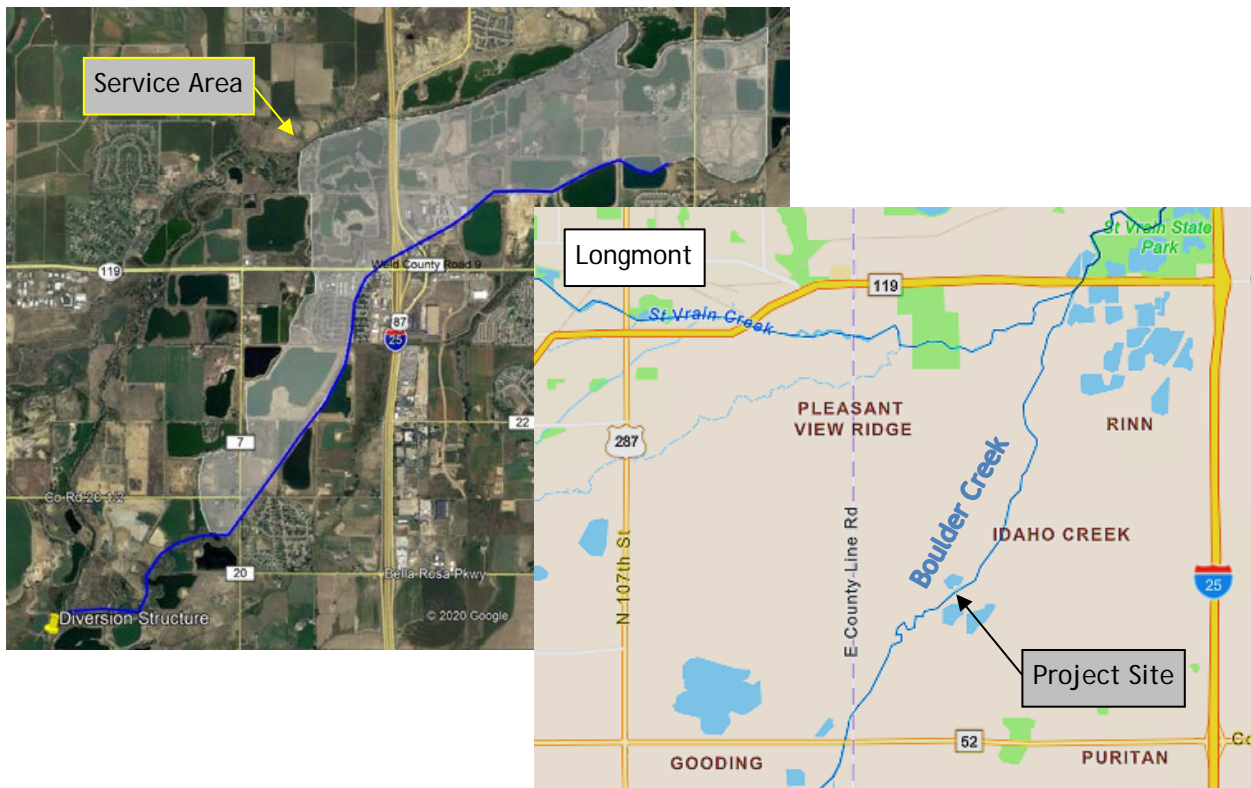 Service Area
119
Weld County Road 9
87
25
22
7
Co Rd 20 1/2
20
Bella Rosa Pkwy
Diversion Structure
© 2020 Google
Longmont
St Vrain State
Park
119
St Vrain Creek
PLEASANT
VIEW RIDGE
RINN
287
Boulder Creek
IDAHO CREEK
N 107th St
E County-Line Rd
25
Project Site
52
Co
GOODING
PURITAN